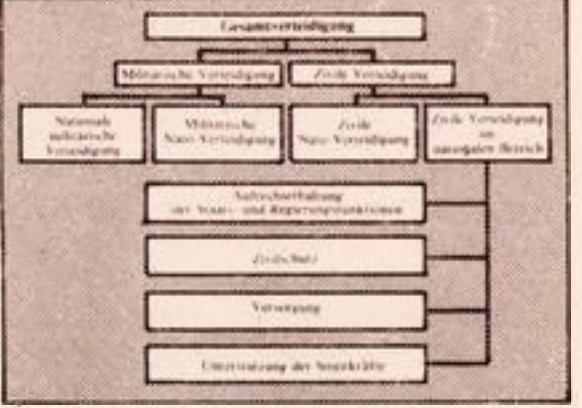 Gesamtverteidigung
Militärische Verteidigung
Zivile Verteidigung
Nationale
militärische
Verteidigung
Militärische
Nato-Verteidigung
Zivile
Nato-Verteidigung
Zivile Verteidigung
im
nationalen Bereich
Aufrechterhaltung
der Staats- und Regierungsfunktionen
Zivilschutz
Versorgung
Unterstützung der Streitkräfte